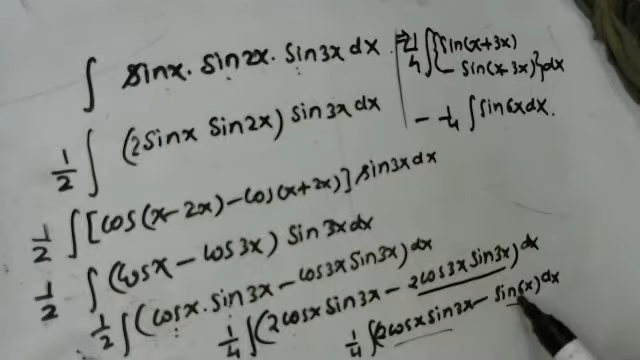 ∫ sinx. sin2x. sin3x dx
1/2 ∫ (2sinx sin2x) sin3x dx
1/2 ∫ [cos(x-2x) - cos(x+2x)] sin3x dx
1/2 ∫ (cosx - cos3x) sin3x dx
1/2 ∫ (cosx. sin3x - cos3x sin3x) dx
1/4 ∫ (2cosx sin3x - 2cos3x sin3x) dx
1/4 ∫ (2cosx sin3x - sin6x) dx
⇒ 1/4 ∫ {sin(x+3x)
- sin(x-3x)} dx
- 1/4 ∫ sin6x dx.